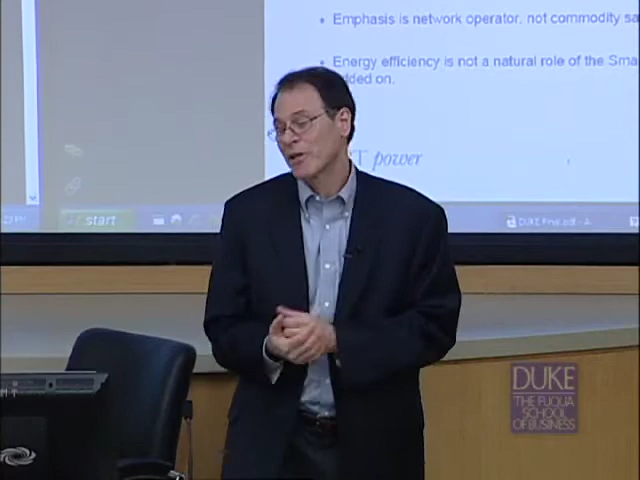 • Emphasis is network operator, not commodity sa
• Energy efficiency is not a natural role of the Sma
dded on.
power
start
DUKE Final.pdf - A
DUKE
THE FUQUA
SCHOOL
OF BUSINESS